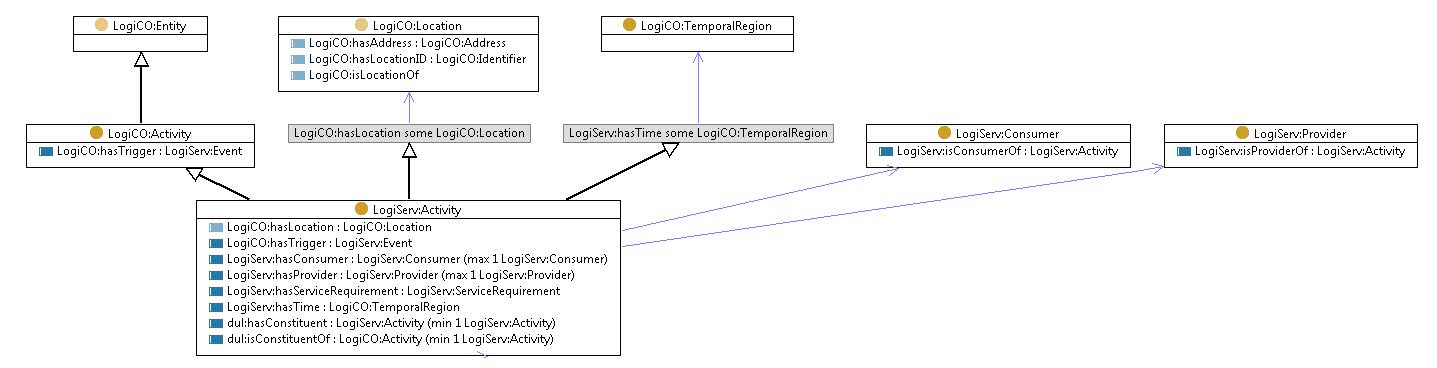 LogiCO:Entity
LogiCO:Location
LogiCO:hasAddress : LogiCO:Address
LogiCO:hasLocationID : LogiCO:Identifier
LogiCO:isLocationOf
LogiCO:TemporalRegion
LogiCO:Activity
LogiCO:hasTrigger : LogiServ:Event
LogiCO:hasLocation some LogiCO:Location
LogiServ:hasTime some LogiCO:TemporalRegion
LogiServ:Consumer
LogiServ:isConsumerOf : LogiServ:Activity
LogiServ:Provider
LogiServ:isProviderOf : LogiServ:Activity
LogiServ:Activity
LogiCO:hasLocation : LogiCO:Location
LogiCO:hasTrigger : LogiServ:Event
LogiServ:hasConsumer : LogiServ:Consumer (max 1 LogiServ:Consumer)
LogiServ:hasProvider : LogiServ:Provider (max 1 LogiServ:Provider)
LogiServ:hasServiceRequirement : LogiServ:ServiceRequirement
LogiServ:hasTime : LogiCO:TemporalRegion
dul:hasConstituent : LogiServ:Activity (min 1 LogiServ:Activity)
dul:isConstituentOf : LogiCO:Activity (min 1 LogiServ:Activity)